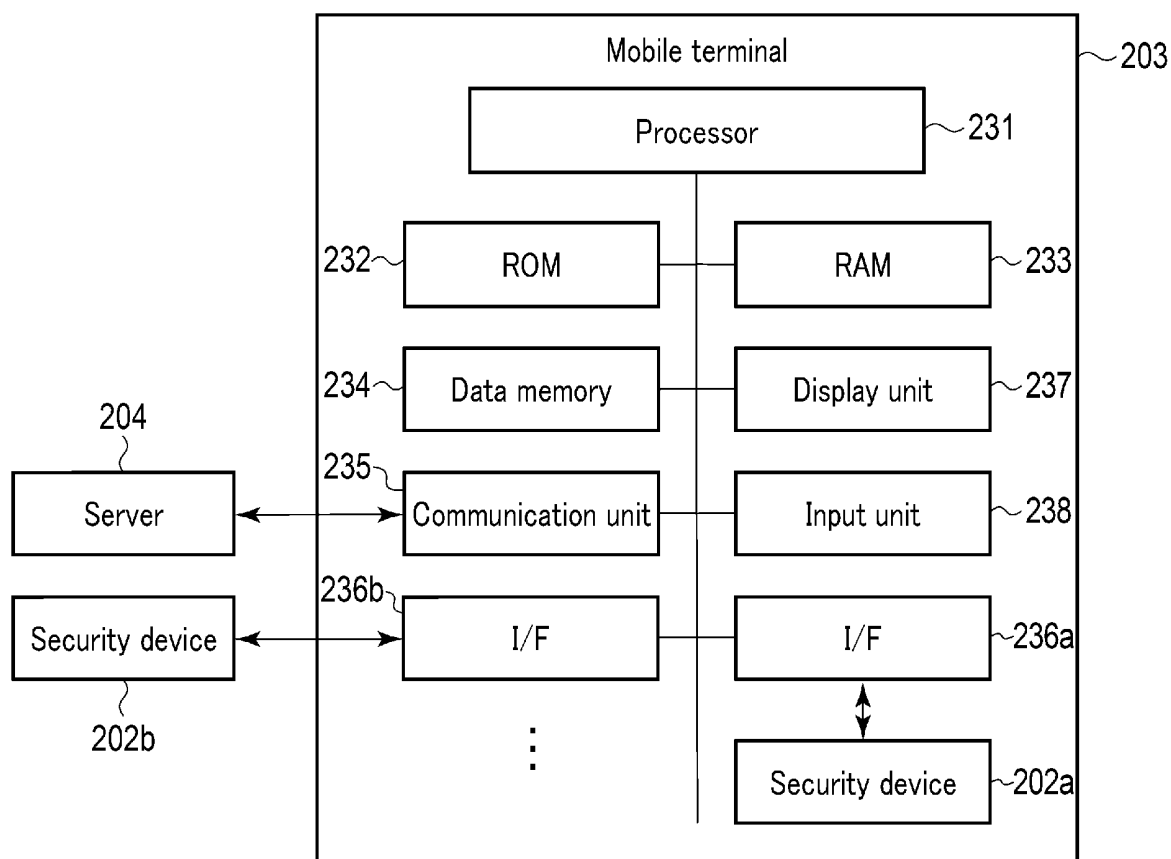 Mobile terminal
203
Processor
231
232
ROM
RAM
233
234
Data memory
Display unit
237
204
Server
235
Communication unit
Input unit
238
Security device
202b
236b
I/F
I/F
236a
Security device
202a